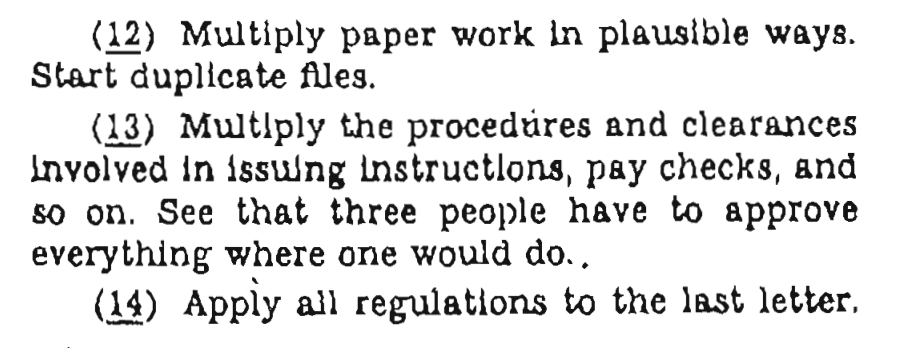 (12) Multiply paper work in plausible ways.
Start duplicate files.
(13) Multiply the procedures and clearances
involved in issuing instructions, pay checks, and
so on. See that three people have to approve
everything where one would do..
(14) Apply all regulations to the last letter.